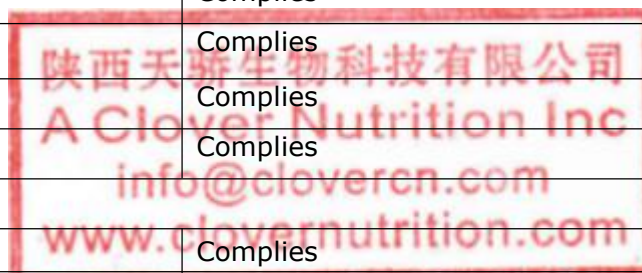 Complies
Complies
陕西天骄生物科技有限公司
Complies
A Clover Nutrition Inc
Complies
info@clovercn.com
www.clovernutrition.com
Complies